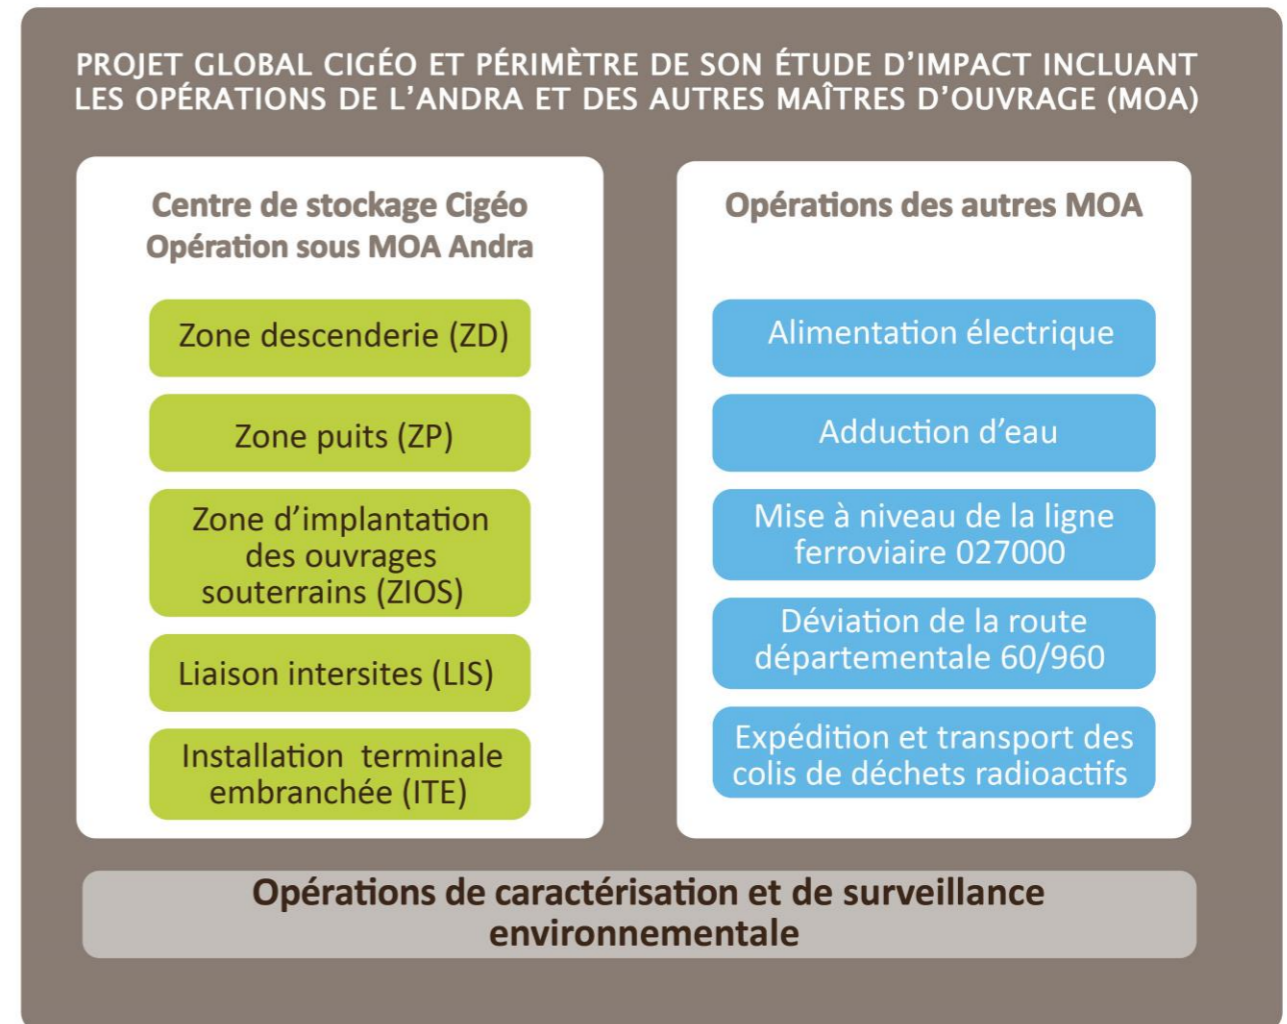 PROJET GLOBAL CIGÉO ET PÉRIMÈTRE DE SON ÉTUDE D'IMPACT INCLUANT
LES OPÉRATIONS DE L'ANDRA ET DES AUTRES MAÎTRES D'OUVRAGE (MOA)
Centre de stockage Cigéo
Opération sous MOA Andra
Zone descenderie (ZD)
Zone puits (ZP)
Zone d'implantation
des ouvrages
souterrains (ZIOS)
Liaison intersites (LIS)
Installation terminale
embranchée (ITE)
Opérations des autres MOA
Alimentation électrique
Adduction d'eau
Mise à niveau de la ligne
ferroviaire 027000
Déviation de la route
départementale 60/960
Expédition et transport des
colis de déchets radioactifs
Opérations de caractérisation et de surveillance
environnementale